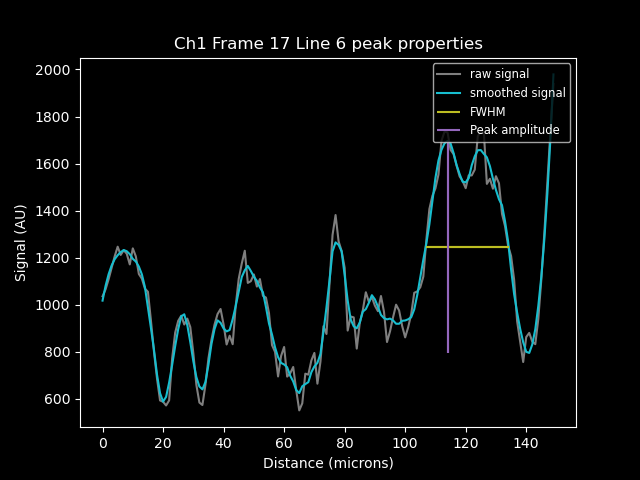 Ch1 Frame 17 Line 6 peak properties
raw signal
smoothed signal
FWHM
Peak amplitude
2000
1800
1600
1400
1200
1000
800
600
Signal (AU)
0 20 40 60 80 100 120 140
Distance (microns)